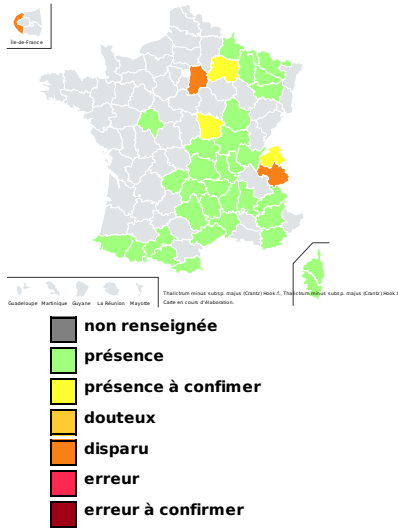 Île-de-France
Guadeloupe Martinique Guyane La Réunion Mayotte
Thalictrum minus subsp. majus (Crantz) Hook.f., Thalictrum minus subsp. majus (Crantz) Hook.f
Carte en cours d'élaboration.
non renseignée
présence
présence à confimer
douteux
disparu
erreur
erreur à confirmer